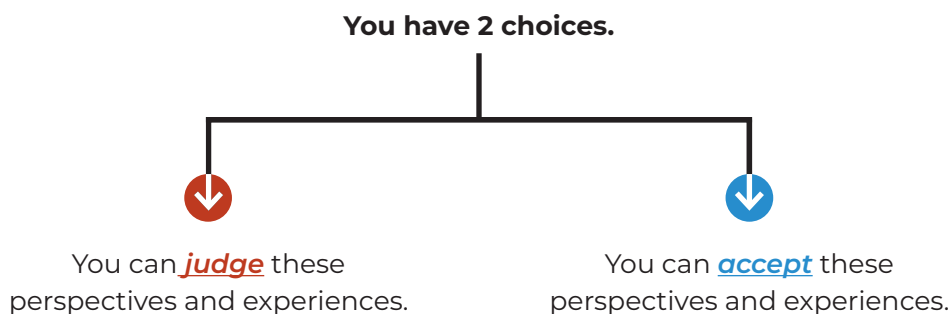 You have 2 choices.
You can judge these
perspectives and experiences.
You can accept these
perspectives and experiences.